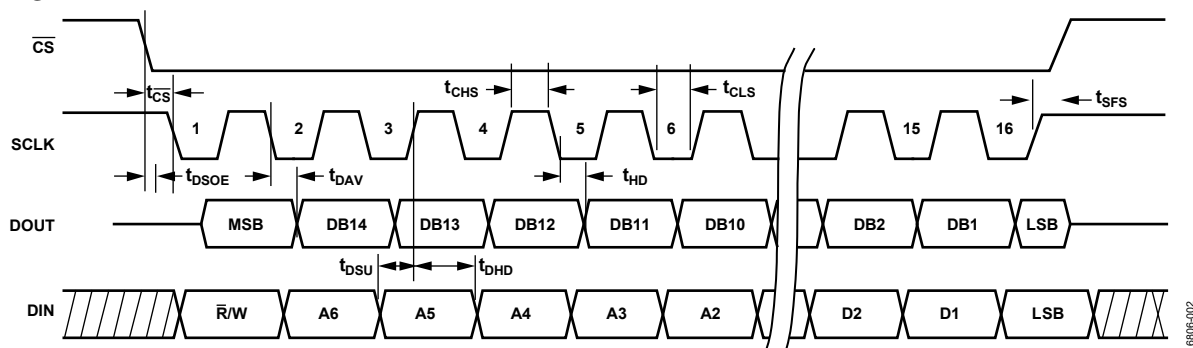 CS
tCS
tCHS
tCLS
tSFS
SCLK
1
2
3
4
5
6
15
16
tDSOE
tDAV
tHD
DOUT
MSB
DB14
DB13
DB12
DB11
DB10
DB2
DB1
LSB
tDSU
tDHD
DIN
R/W
A6
A5
A4
A3
A2
D2
D1
LSB
6806-002